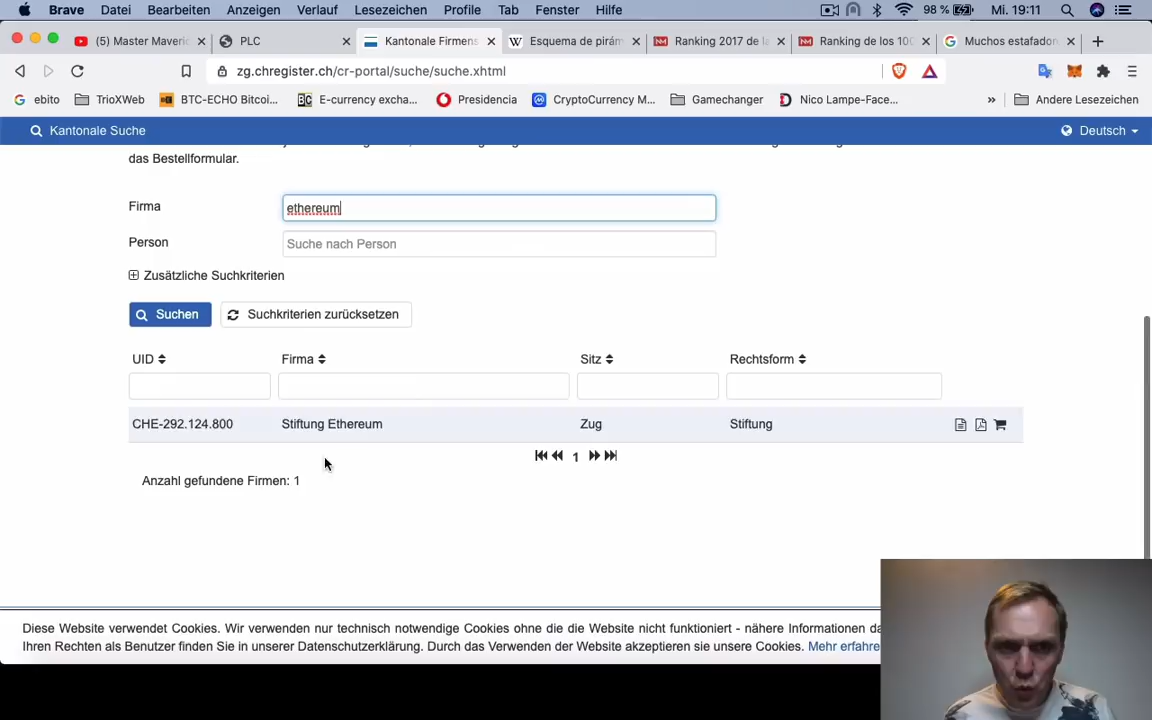 Brave Datei Bearbeiten Anzeigen Verlauf Lesezeichen Profile Tab Fenster Hilfe 98 % Mi. 19:11
(5) Master Maveri
PLC
Kantonale Firmens
Esquema de pirám
Ranking 2017 de la
Ranking de los 100
Muchos estafador
zg.chregister.ch/cr-portal/suche/suche.xhtml
ebito TrioXWeb BTC-ECHO Bitcoi... E-currency excha... Presidencia CryptoCurrency M... Gamechanger Nico Lampe-Face... » Andere Lesezeichen
Kantonale Suche Deutsch
das Bestellformular.
Firma ethereum
Person Suche nach Person
Zusätzliche Suchkriterien
Suchen Suchkriterien zurücksetzen
UID Firma Sitz Rechtsform
CHE-292.124.800 Stiftung Ethereum Zug Stiftung
1
Anzahl gefundene Firmen: 1
Diese Website verwendet Cookies. Wir verwenden nur technisch notwendige Cookies ohne die die Website nicht funktioniert - nähere Informationen
Ihren Rechten als Benutzer finden Sie in unserer Datenschutzerklärung. Durch das Verwenden der Website akzeptieren sie unsere Cookies. Mehr erfahre